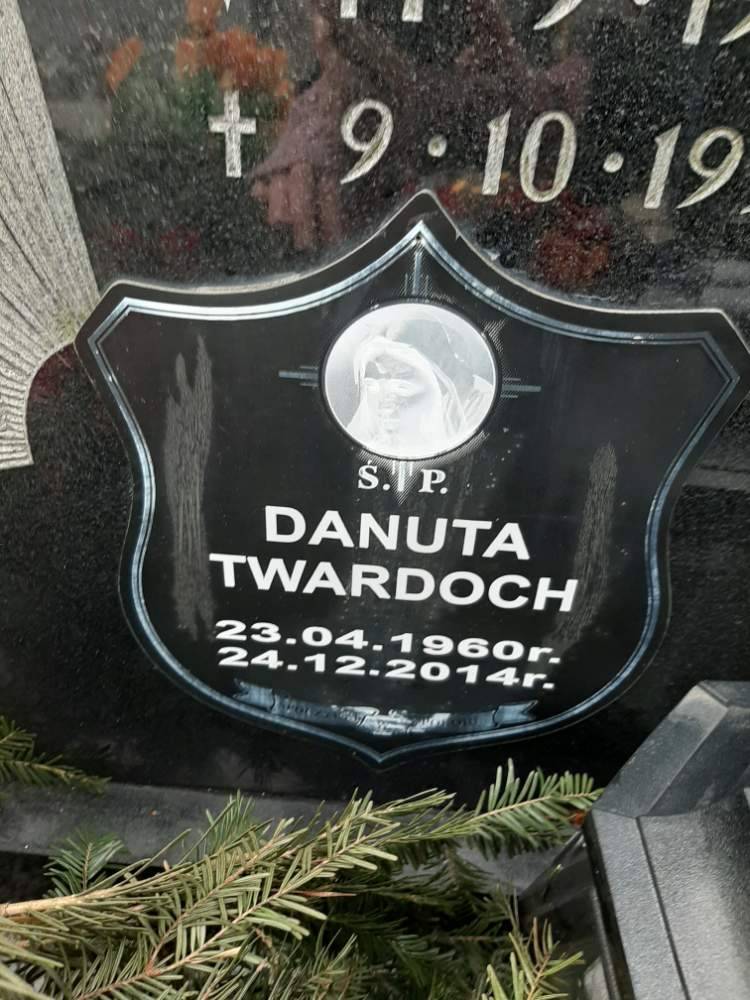 ✝ 9·10·19
Ś. P.
DANUTA
TWARDOCH
23.04.1960r.
24.12.2014r.